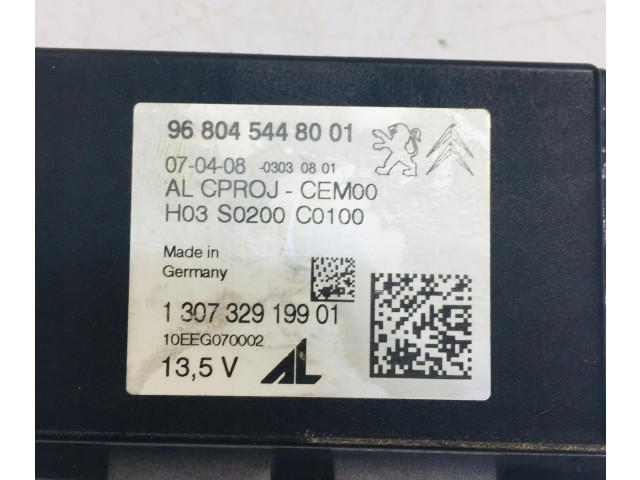 96 804 544 80 01
07-04-08 -0303 08 01
AL CPROJ - CEM00
H03 S0200 C0100
Made in
Germany
1 307 329 199 01
10EEG070002
13,5 V AL